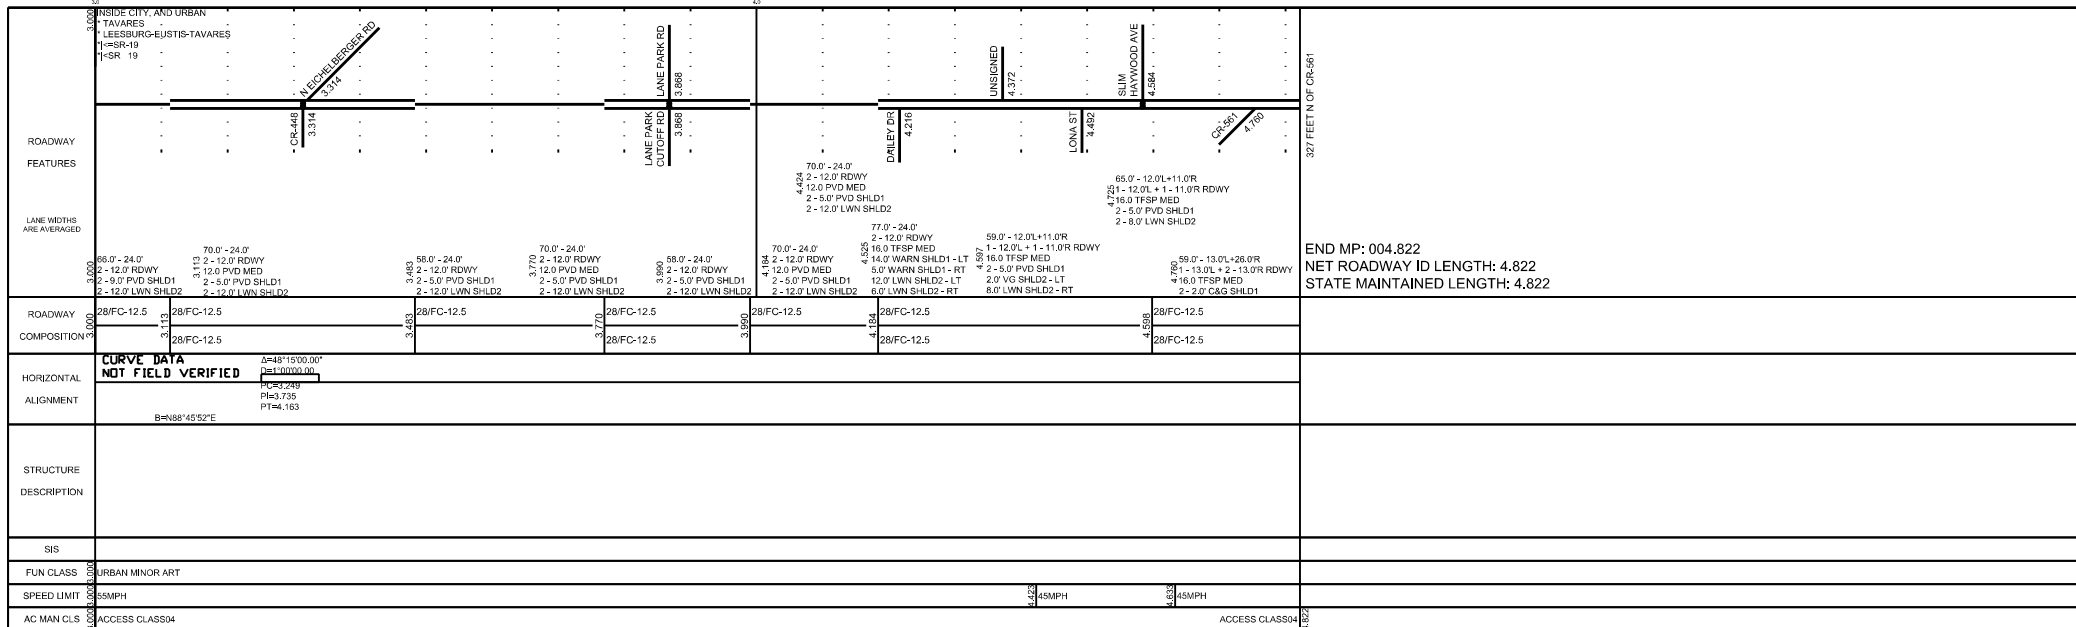 3.0
4.0
3.000
INSIDE CITY, AND URBAN
* TAVARES
* LEESBURG-EUSTIS-TAVARES
*|<=SR-19
*|<SR 19
N EICHELBERGER RD
3.314
CR-448
3.314
LANE PARK RD
3.868
LANE PARK
CUTOFF RD
3.868
UNSIGNED
4.372
SLIM
HAYWOOD AVE
4.584
DAILEY DR
4.216
LONA ST
4.492
CR-561
4.760
327 FEET N OF CR-561
ROADWAY
FEATURES
LANE WIDTHS
ARE AVERAGED
4.424
70.0' - 24.0'
2 - 12.0' RDWY
12.0 PVD MED
2 - 5.0' PVD SHLD1
2 - 12.0' LWN SHLD2
4.725
65.0' - 12.0'L+11.0'R
1 - 12.0'L + 1 - 11.0'R RDWY
16.0 TFSP MED
2 - 5.0' PVD SHLD1
2 - 8.0' LWN SHLD2
3.000
66.0' - 24.0'
2 - 12.0' RDWY
2 - 9.0' PVD SHLD1
2 - 12.0' LWN SHLD2
3.113
70.0' - 24.0'
2 - 12.0' RDWY
12.0 PVD MED
2 - 5.0' PVD SHLD1
2 - 12.0' LWN SHLD2
3.483
58.0' - 24.0'
2 - 12.0' RDWY
2 - 5.0' PVD SHLD1
2 - 12.0' LWN SHLD2
3.770
70.0' - 24.0'
2 - 12.0' RDWY
12.0 PVD MED
2 - 5.0' PVD SHLD1
2 - 12.0' LWN SHLD2
3.990
58.0' - 24.0'
2 - 12.0' RDWY
2 - 5.0' PVD SHLD1
2 - 12.0' LWN SHLD2
4.184
70.0' - 24.0'
2 - 12.0' RDWY
12.0 PVD MED
2 - 5.0' PVD SHLD1
2 - 12.0' LWN SHLD2
4.525
77.0' - 24.0'
2 - 12.0' RDWY
16.0 TFSP MED
14.0' WARN SHLD1 - LT
5.0' WARN SHLD1 - RT
12.0' LWN SHLD2 - LT
6.0' LWN SHLD2 - RT
4.597
59.0' - 12.0'L+11.0'R
1 - 12.0'L + 1 - 11.0'R RDWY
16.0 TFSP MED
2 - 5.0' PVD SHLD1
2.0' VG SHLD2 - LT
8.0' LWN SHLD2 - RT
4.760
59.0' - 13.0'L+26.0'R
1 - 13.0'L + 2 - 13.0'R RDWY
16.0 TFSP MED
2 - 2.0' C&G SHLD1
END MP: 004.822
NET ROADWAY ID LENGTH: 4.822
STATE MAINTAINED LENGTH: 4.822
ROADWAY
COMPOSITION
3.000
28/FC-12.5
3.113
28/FC-12.5
28/FC-12.5
3.483
28/FC-12.5
3.770
28/FC-12.5
28/FC-12.5
3.990
28/FC-12.5
4.184
28/FC-12.5
28/FC-12.5
4.598
28/FC-12.5
28/FC-12.5
HORIZONTAL
ALIGNMENT
CURVE DATA
NOT FIELD VERIFIED
Δ=48°15'00.00"
D=1°00'00.00
PC=3.249
PI=3.735
PT=4.163
B=N88°45'52"E
STRUCTURE
DESCRIPTION
SIS
FUN CLASS
3.000
URBAN MINOR ART
SPEED LIMIT
3.000
55MPH
4.423
45MPH
4.633
45MPH
AC MAN CLS
3.000
ACCESS CLASS04
ACCESS CLASS04
4.822